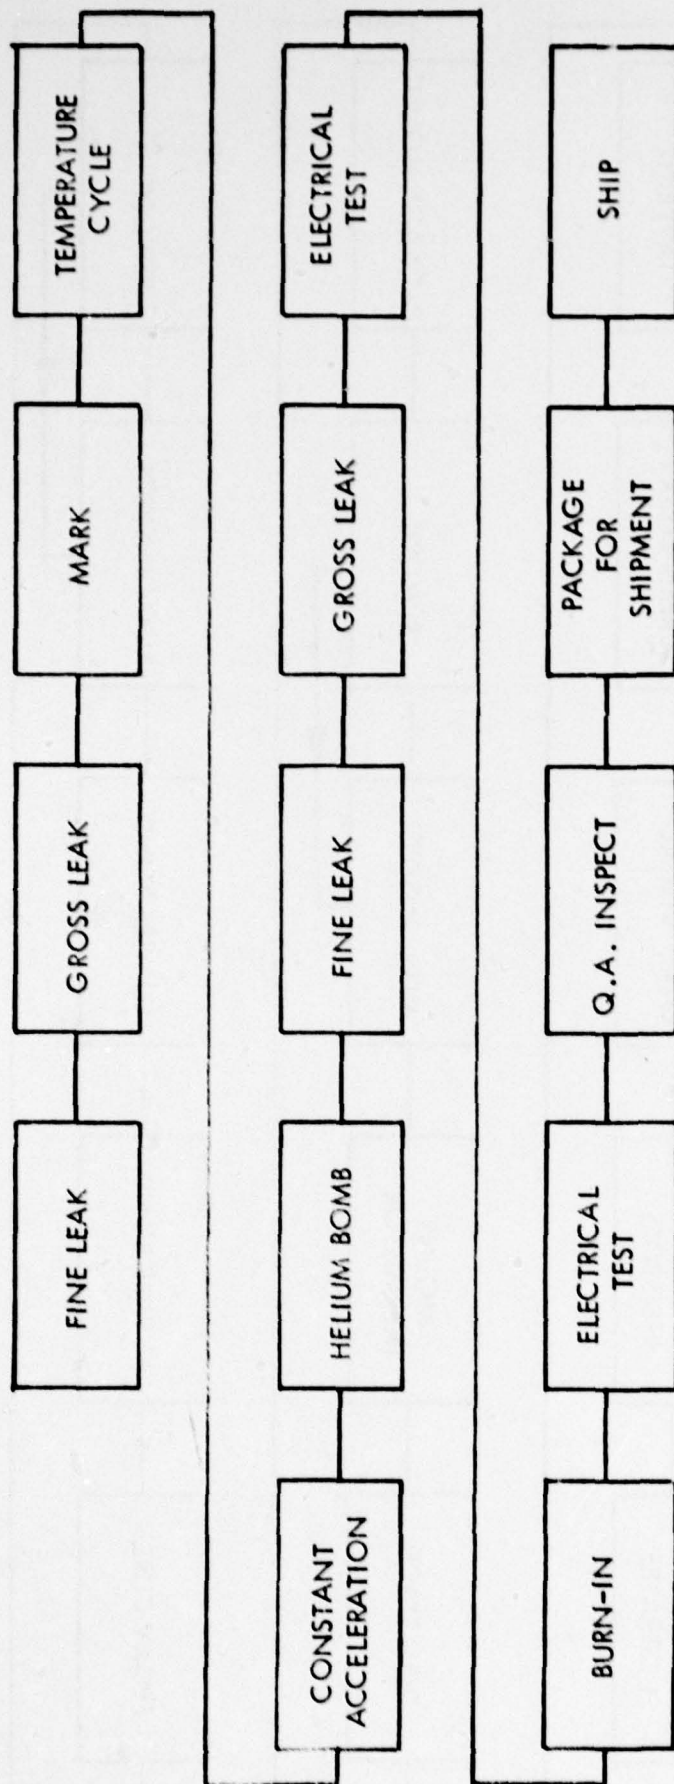 FINE LEAK
GROSS LEAK
MARK
TEMPERATURE
CYCLE
CONSTANT
ACCELERATION
HELIUM BOMB
FINE LEAK
GROSS LEAK
ELECTRICAL
TEST
BURN-IN
ELECTRICAL
TEST
Q.A. INSPECT
PACKAGE
FOR
SHIPMENT
SHIP